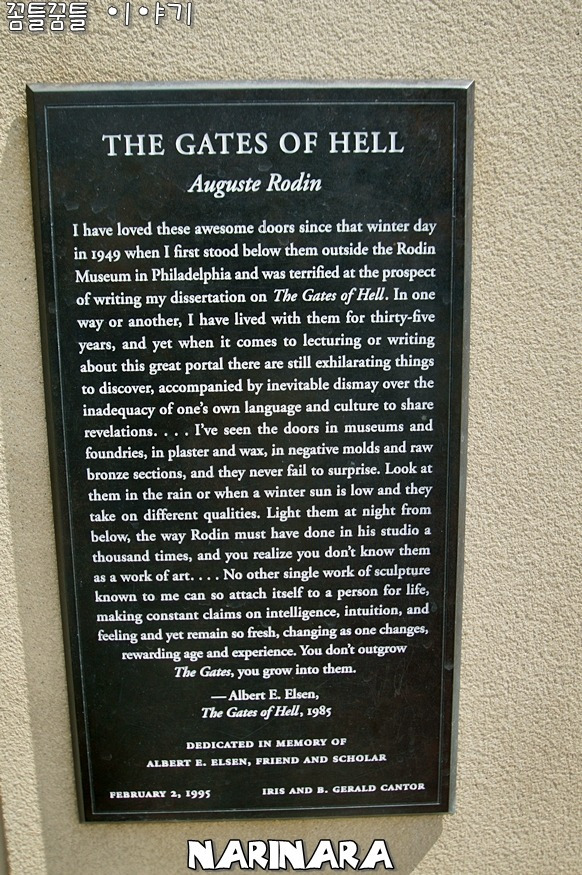 꼼틀꿈틀 이야기
THE GATES OF HELL
Auguste Rodin
I have loved these awesome doors since that winter day
in 1949 when I first stood below them outside the Rodin
Museum in Philadelphia and was terrified at the prospect
of writing my dissertation on The Gates of Hell. In one
way or another, I have lived with them for thirty-five
years, and yet when it comes to lecturing or writing
about this great portal there are still exhilarating things
to discover, accompanied by inevitable dismay over the
inadequacy of one's own language and culture to share
revelations. . . . I've seen the doors in museums and
foundries, in plaster and wax, in negative molds and raw
bronze sections, and they never fail to surprise. Look at
them in the rain or when a winter sun is low and they
take on different qualities. Light them at night from
below, the way Rodin must have done in his studio a
thousand times, and you realize you don't know them
as a work of art. . . . No other single work of sculpture
known to me can so attach itself to a person for life,
making constant claims on intelligence, intuition, and
feeling and yet remain so fresh, changing as one changes,
rewarding age and experience. You don't outgrow
The Gates, you grow into them.
—Albert E. Elsen,
The Gates of Hell, 1985
DEDICATED IN MEMORY OF
ALBERT E. ELSEN, FRIEND AND SCHOLAR
FEBRUARY 2, 1995 IRIS AND B. GERALD CANTOR
NARINARA